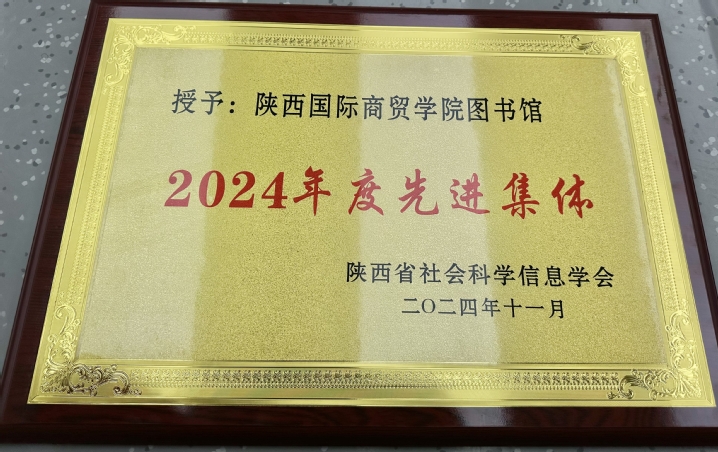 授予：陕西国际商贸学院图书馆
2024年度先进集体
陕西省社会科学信息学会
二〇二四年十一月